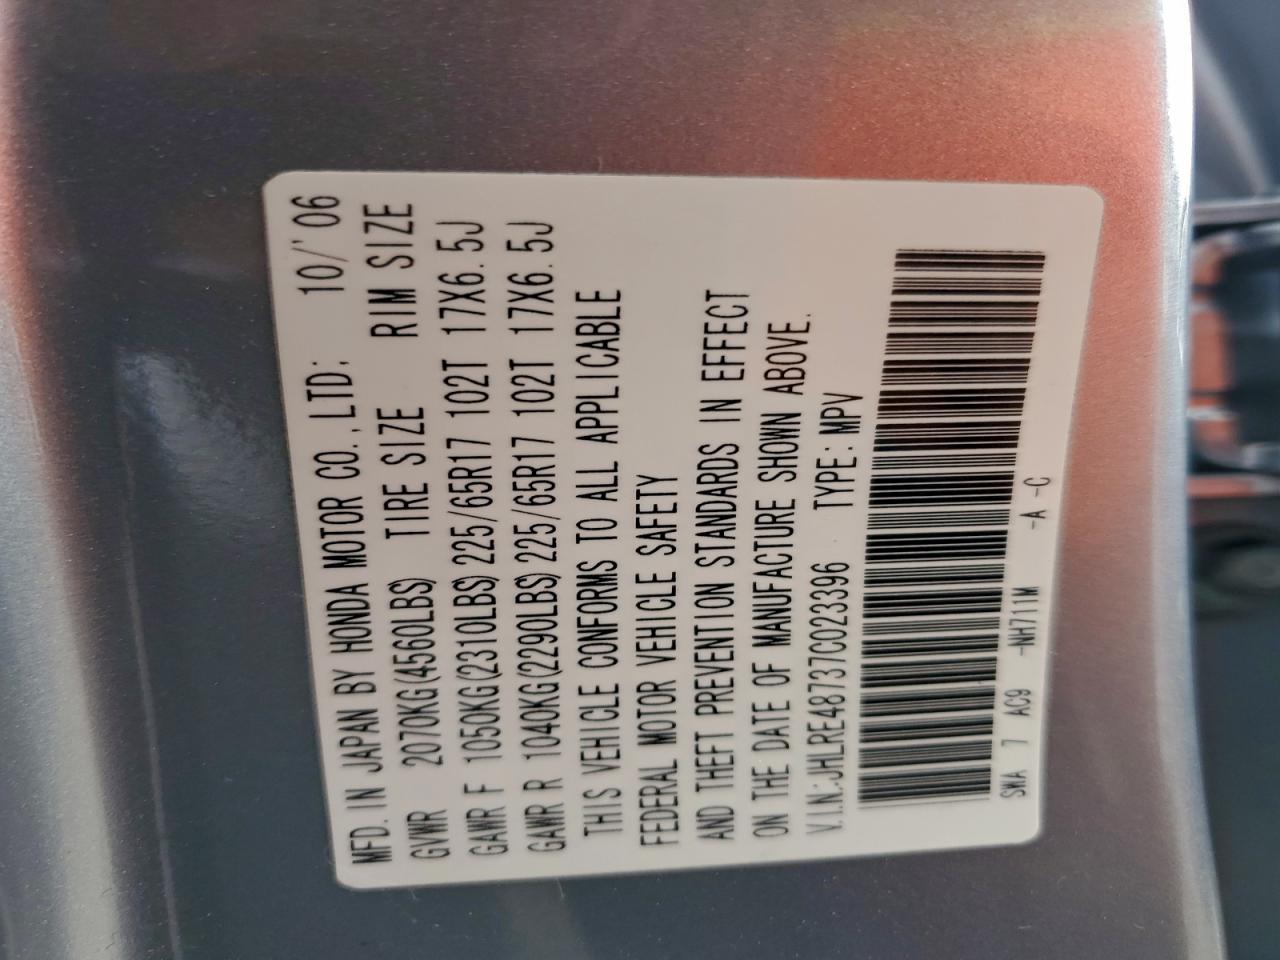 MFD. IN JAPAN BY HONDA MOTOR CO., LTD; 10/'06
GVWR 2070KG(4560LBS) TIRE SIZE RIM SIZE
GAWR F 1050KG(2310LBS) 225/65R17 102T 17X6.5J
GAWR R 1040KG(2290LBS) 225/65R17 102T 17X6.5J
THIS VEHICLE CONFORMS TO ALL APPLICABLE
FEDERAL MOTOR VEHICLE SAFETY
AND THEFT PREVENTION STANDARDS IN EFFECT
ON THE DATE OF MANUFACTURE SHOWN ABOVE.
V.I.N.:JHLRE48737C023396 TYPE: MPV
SWA 7 AC9 -NH711M -A -C